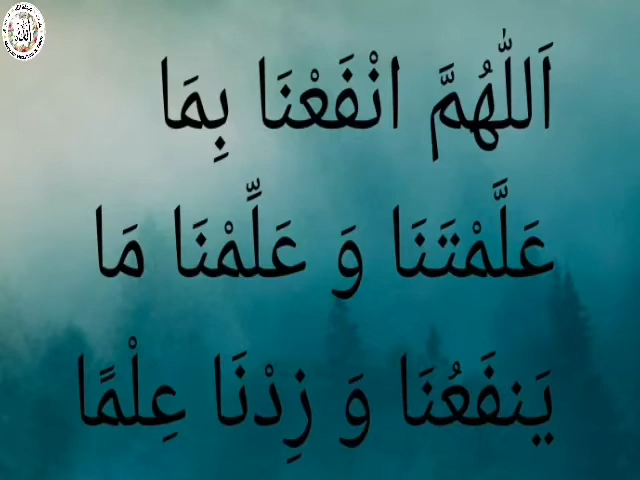 اَللّٰهُمَّ انْفَعْنَا بِمَا
عَلَّمْتَنَا وَ عَلِّمْنَا مَا
يَنفَعُنَا وَ زِدْنَا عِلْمًا